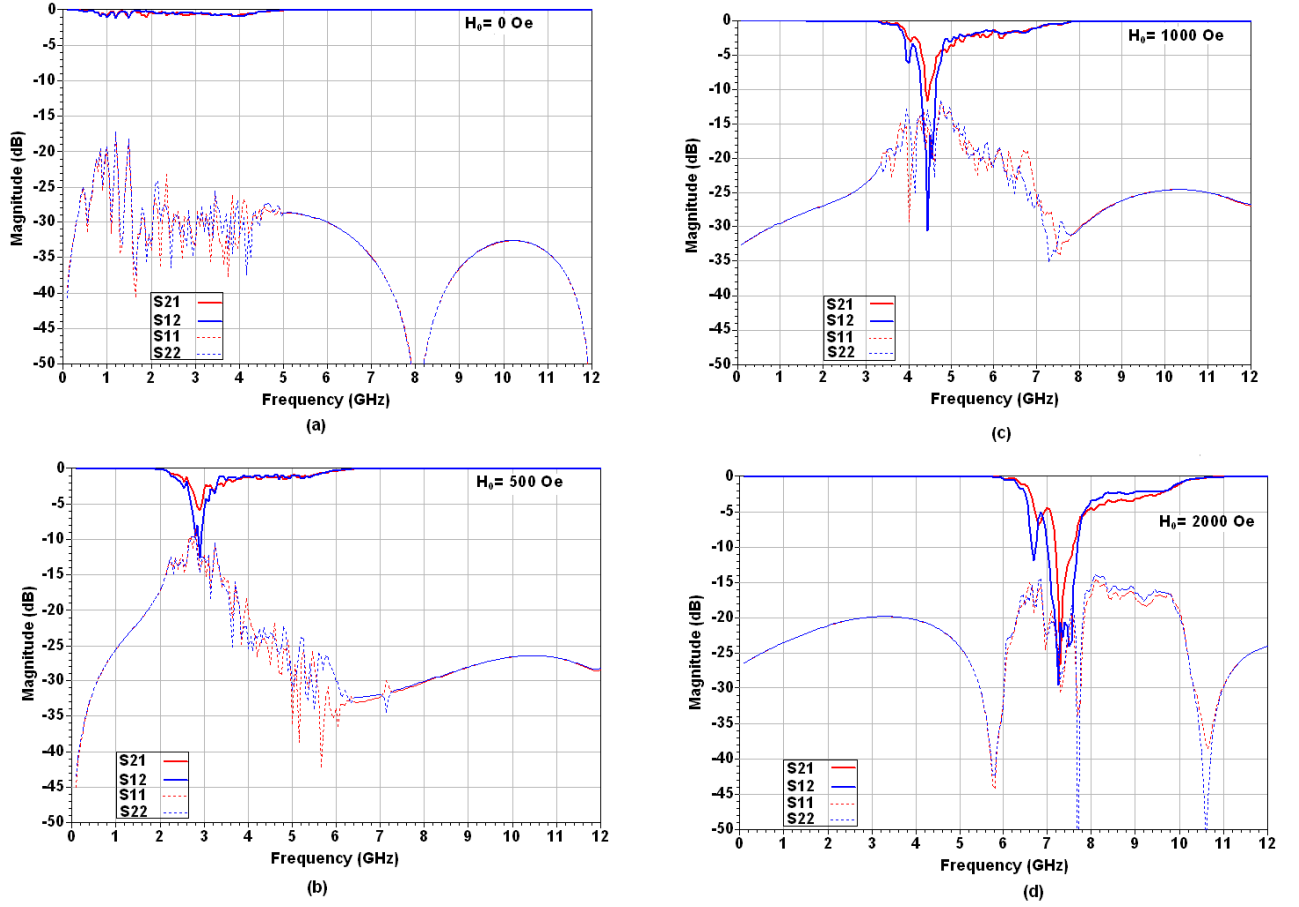 H₀= 0 Oe
Magnitude (dB)
0
-5
-10
-15
-20
-25
-30
-35
-40
-45
-50
S21
S12
S11
S22
0 1 2 3 4 5 6 7 8 9 10 11 12
Frequency (GHz)
(a)
H₀= 1000 Oe
Magnitude (dB)
0
-5
-10
-15
-20
-25
-30
-35
-40
-45
-50
S21
S12
S11
S22
0 1 2 3 4 5 6 7 8 9 10 11 12
Frequency (GHz)
(c)
H₀= 500 Oe
Magnitude (dB)
0
-5
-10
-15
-20
-25
-30
-35
-40
-45
-50
S21
S12
S11
S22
0 1 2 3 4 5 6 7 8 9 10 11 12
Frequency (GHz)
(b)
H₀= 2000 Oe
Magnitude (dB)
0
-5
-10
-15
-20
-25
-30
-35
-40
-45
-50
S21
S12
S11
S22
0 1 2 3 4 5 6 7 8 9 10 11 12
Frequency (GHz)
(d)